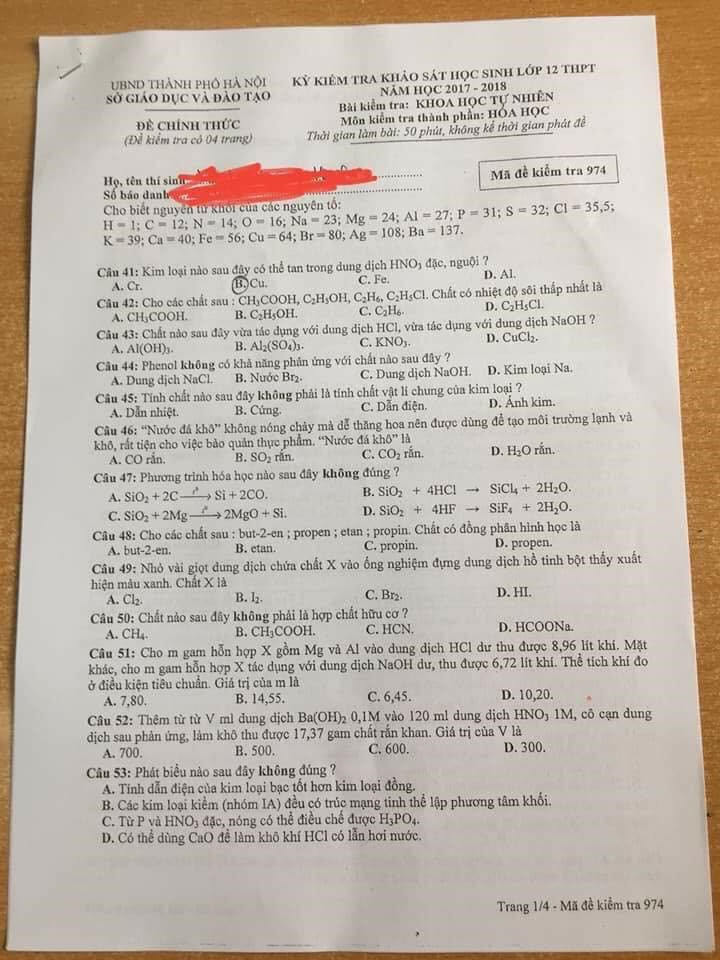 UBND THÀNH PHỐ HÀ NỘI
SỞ GIÁO DỤC VÀ ĐÀO TẠO
ĐỀ CHÍNH THỨC
(Đề kiểm tra có 04 trang)
KỲ KIỂM TRA KHẢO SÁT HỌC SINH LỚP 12 THPT
NĂM HỌC 2017 - 2018
Bài kiểm tra: KHOA HỌC TỰ NHIÊN
Môn kiểm tra thành phần: HÓA HỌC
Thời gian làm bài: 50 phút, không kể thời gian phát đề
Họ, tên thí sinh
Số báo danh
Mã đề kiểm tra 974
Cho biết nguyên tử khối của các nguyên tố:
H = 1; C = 12; N = 14; O = 16; Na = 23; Mg = 24; Al = 27; P = 31; S = 32; Cl = 35,5;
K = 39; Ca = 40; Fe = 56; Cu = 64; Br = 80; Ag = 108; Ba = 137.
Câu 41: Kim loại nào sau đây có thể tan trong dung dịch HNO₃ đặc, nguội ?
A. Cr. B. Cu. C. Fe. D. Al.
Câu 42: Cho các chất sau : CH₃COOH, C₂H₅OH, C₂H₆, C₂H₅Cl. Chất có nhiệt độ sôi thấp nhất là
A. CH₃COOH. B. C₂H₅OH. C. C₂H₆. D. C₂H₅Cl.
Câu 43: Chất nào sau đây vừa tác dụng với dung dịch HCl, vừa tác dụng với dung dịch NaOH ?
A. Al(OH)₃. B. Al₂(SO₄)₃. C. KNO₃. D. CuCl₂.
Câu 44: Phenol không có khả năng phản ứng với chất nào sau đây ?
A. Dung dịch NaCl. B. Nước Br₂. C. Dung dịch NaOH. D. Kim loại Na.
Câu 45: Tính chất nào sau đây không phải là tính chất vật lí chung của kim loại ?
A. Dẫn nhiệt. B. Cứng. C. Dẫn điện. D. Ánh kim.
Câu 46: “Nước đá khô” không nóng chảy mà dễ thăng hoa nên được dùng để tạo môi trường lạnh và
khô, rất tiện cho việc bảo quản thực phẩm. “Nước đá khô” là
A. CO rắn. B. SO₂ rắn. C. CO₂ rắn. D. H₂O rắn.
Câu 47: Phương trình hóa học nào sau đây không đúng ?
A. SiO₂ + 2C —t°→ Si + 2CO. B. SiO₂ + 4HCl → SiCl₄ + 2H₂O.
C. SiO₂ + 2Mg —t°→ 2MgO + Si. D. SiO₂ + 4HF → SiF₄ + 2H₂O.
Câu 48: Cho các chất sau : but-2-en ; propen ; etan ; propin. Chất có đồng phân hình học là
A. but-2-en. B. etan. C. propin. D. propen.
Câu 49: Nhỏ vài giọt dung dịch chứa chất X vào ống nghiệm đựng dung dịch hồ tinh bột thấy xuất
hiện màu xanh. Chất X là
A. Cl₂. B. I₂. C. Br₂. D. HI.
Câu 50: Chất nào sau đây không phải là hợp chất hữu cơ ?
A. CH₄. B. CH₃COOH. C. HCN. D. HCOONa.
Câu 51: Cho m gam hỗn hợp X gồm Mg và Al vào dung dịch HCl dư thu được 8,96 lít khí. Mặt
khác, cho m gam hỗn hợp X tác dụng với dung dịch NaOH dư, thu được 6,72 lít khí. Thể tích khí đo
ở điều kiện tiêu chuẩn. Giá trị của m là
A. 7,80. B. 14,55. C. 6,45. D. 10,20.
Câu 52: Thêm từ từ V ml dung dịch Ba(OH)₂ 0,1M vào 120 ml dung dịch HNO₃ 1M, cô cạn dung
dịch sau phản ứng, làm khô thu được 17,37 gam chất rắn khan. Giá trị của V là
A. 700. B. 500. C. 600. D. 300.
Câu 53: Phát biểu nào sau đây không đúng ?
A. Tính dẫn điện của kim loại bạc tốt hơn kim loại đồng.
B. Các kim loại kiềm (nhóm IA) đều có trúc mạng tinh thể lập phương tâm khối.
C. Từ P và HNO₃ đặc, nóng có thể điều chế được H₃PO₄.
D. Có thể dùng CaO để làm khô khí HCl có lẫn hơi nước.
Trang 1/4 - Mã đề kiểm tra 974